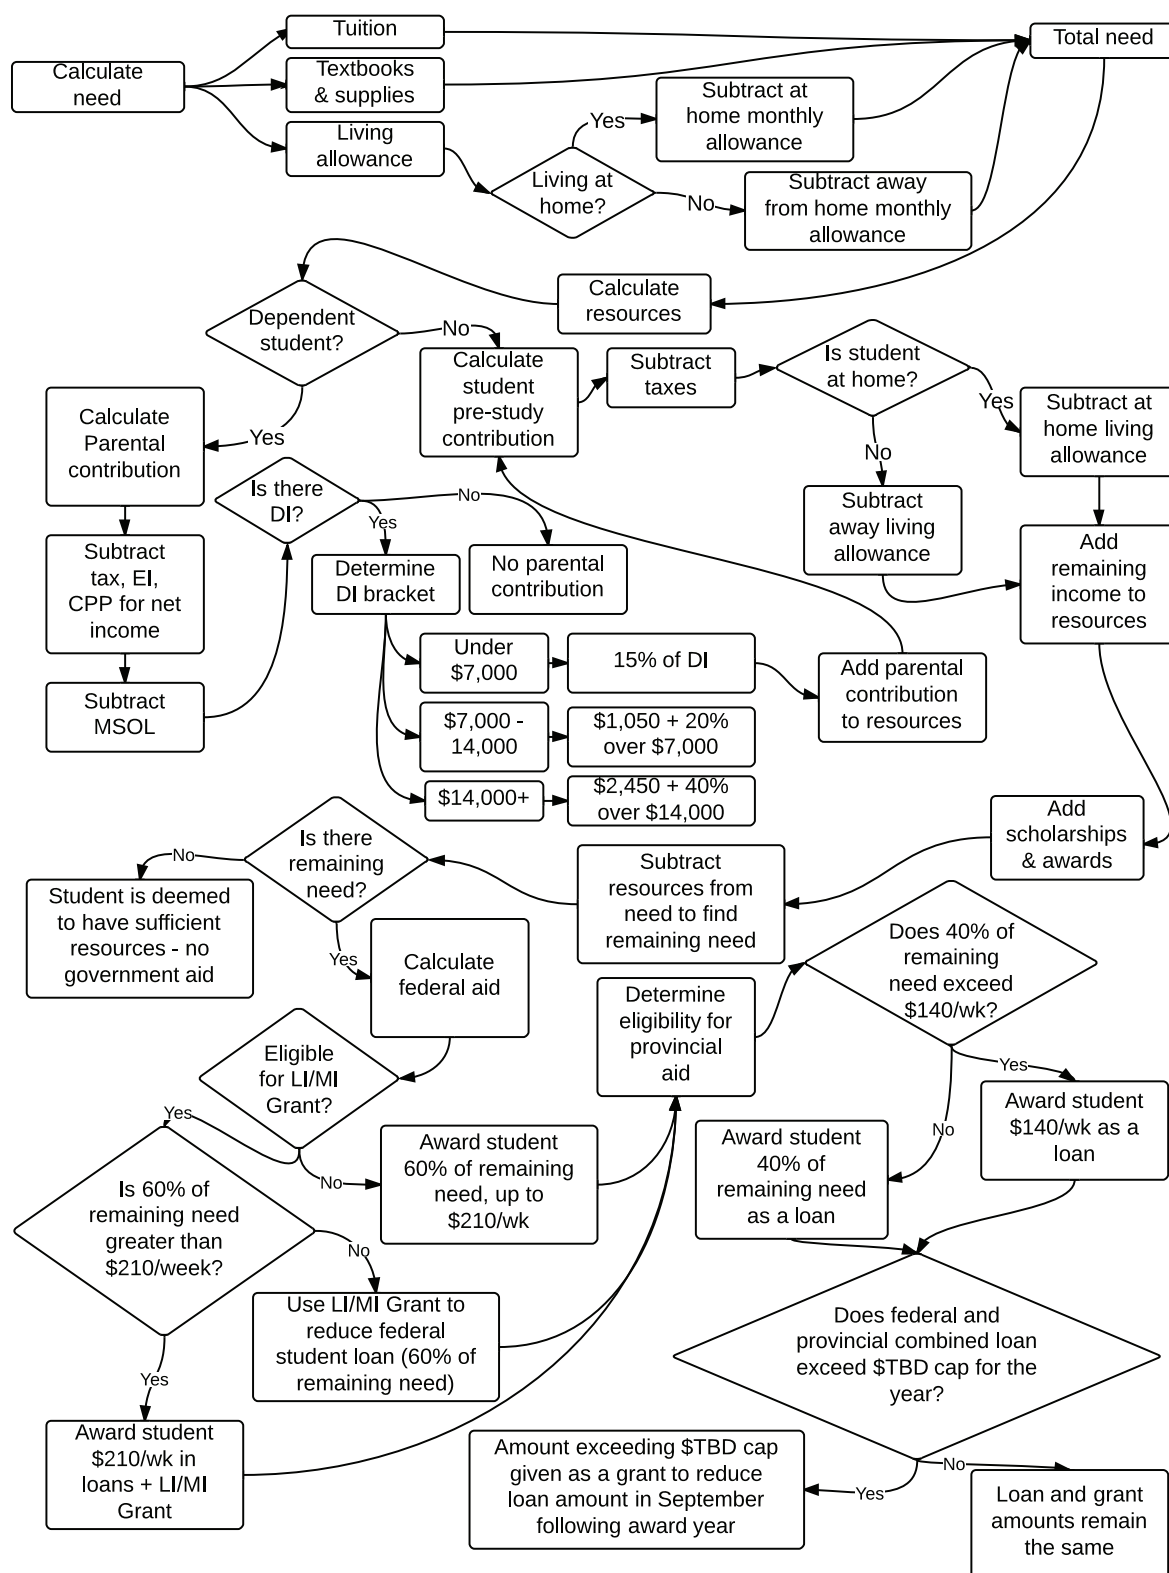 Calculate
need
Tuition
Textbooks
& supplies
Living
allowance
Living at
home?
Yes
Subtract at
home monthly
allowance
No
Subtract away
from home monthly
allowance
Total need
Calculate
resources
Dependent
student?
No
Calculate
student
pre-study
contribution
Subtract
taxes
Is student
at home?
Yes
Subtract at
home living
allowance
No
Subtract
away living
allowance
Add
remaining
income to
resources
Yes
Calculate
Parental
contribution
Subtract
tax, EI,
CPP for net
income
Subtract
MSOL
Is there
DI?
No
No parental
contribution
Yes
Determine
DI bracket
Under
$7,000
15% of DI
$7,000 -
14,000
$1,050 + 20%
over $7,000
$14,000+
$2,450 + 40%
over $14,000
Add parental
contribution
to resources
Add
scholarships
& awards
Subtract
resources from
need to find
remaining need
Is there
remaining
need?
No
Student is deemed
to have sufficient
resources - no
government aid
Yes
Calculate
federal aid
Eligible
for LI/MI
Grant?
Yes
No
Award student
60% of remaining
need, up to
$210/wk
Is 60% of
remaining need
greater than
$210/week?
No
Use LI/MI Grant to
reduce federal
student loan (60% of
remaining need)
Yes
Award student
$210/wk in
loans + LI/MI
Grant
Determine
eligibility for
provincial
aid
Does 40% of
remaining
need exceed
$140/wk?
Yes
Award student
$140/wk as a
loan
No
Award student
40% of
remaining need
as a loan
Does federal and
provincial combined loan
exceed $TBD cap for the
year?
Yes
Amount exceeding $TBD cap
given as a grant to reduce
loan amount in September
following award year
No
Loan and grant
amounts remain
the same